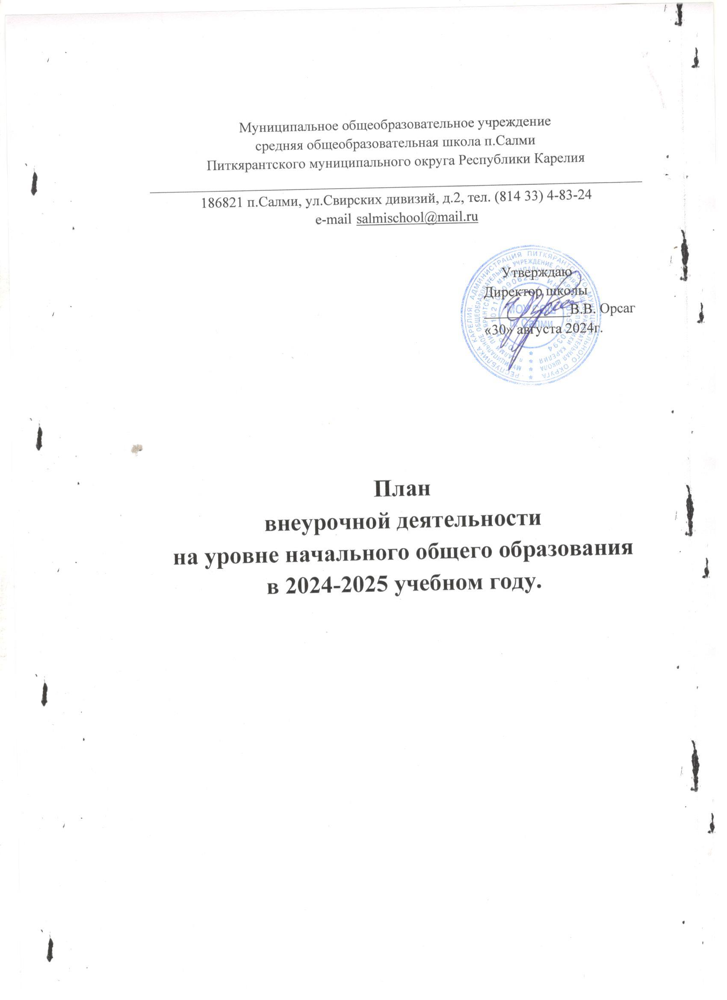 Муниципальное общеобразовательное учреждение
средняя общеобразовательная школа п.Салми
Питкярантского муниципального округа Республики Карелия
186821 п.Салми, ул.Свирских дивизий, д.2, тел. (814 33) 4-83-24
e-mail salmischool@mail.ru
Утверждаю
Директор школы
В.В. Орсаг
«30» августа 2024г.
РЕСПУБЛИКА КАРЕЛИЯ. АДМИНИСТРАЦИЯ ПИТКЯРАНТСКОГО МУНИЦИПАЛЬНОГО ОКРУГА
МУНИЦИПАЛЬНОЕ ОБЩЕОБРАЗОВАТЕЛЬНОЕ УЧРЕЖДЕНИЕ СРЕДНЯЯ ОБЩЕОБРАЗОВАТЕЛЬНАЯ ШКОЛА
МОУ СОШ
п. Салми
План
внеурочной деятельности
на уровне начального общего образования
в 2024-2025 учебном году.